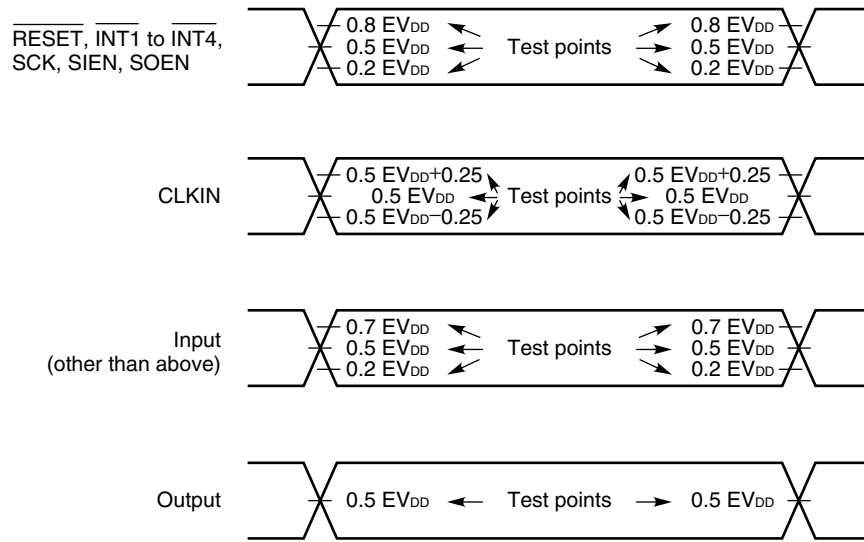 0.8 EVDD 0.8 EVDD
RESET, INT1 to INT4, 0.5 EVDD Test points 0.5 EVDD
SCK, SIEN, SOEN 0.2 EVDD 0.2 EVDD
0.5 EVDD+0.25 0.5 EVDD+0.25
CLKIN 0.5 EVDD Test points 0.5 EVDD
0.5 EVDD−0.25 0.5 EVDD−0.25
0.7 EVDD 0.7 EVDD
Input 0.5 EVDD Test points 0.5 EVDD
(other than above) 0.2 EVDD 0.2 EVDD
Output 0.5 EVDD Test points 0.5 EVDD